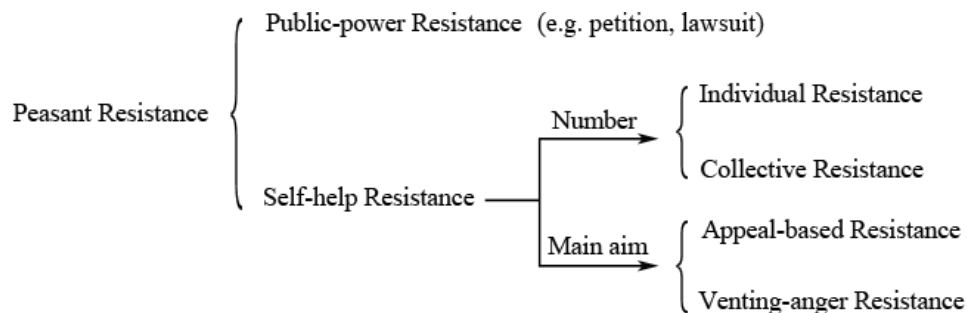 Public-power Resistance (e.g. petition, lawsuit)
Peasant Resistance
Self-help Resistance
Number
Individual Resistance
Collective Resistance
Main aim
Appeal-based Resistance
Venting-anger Resistance